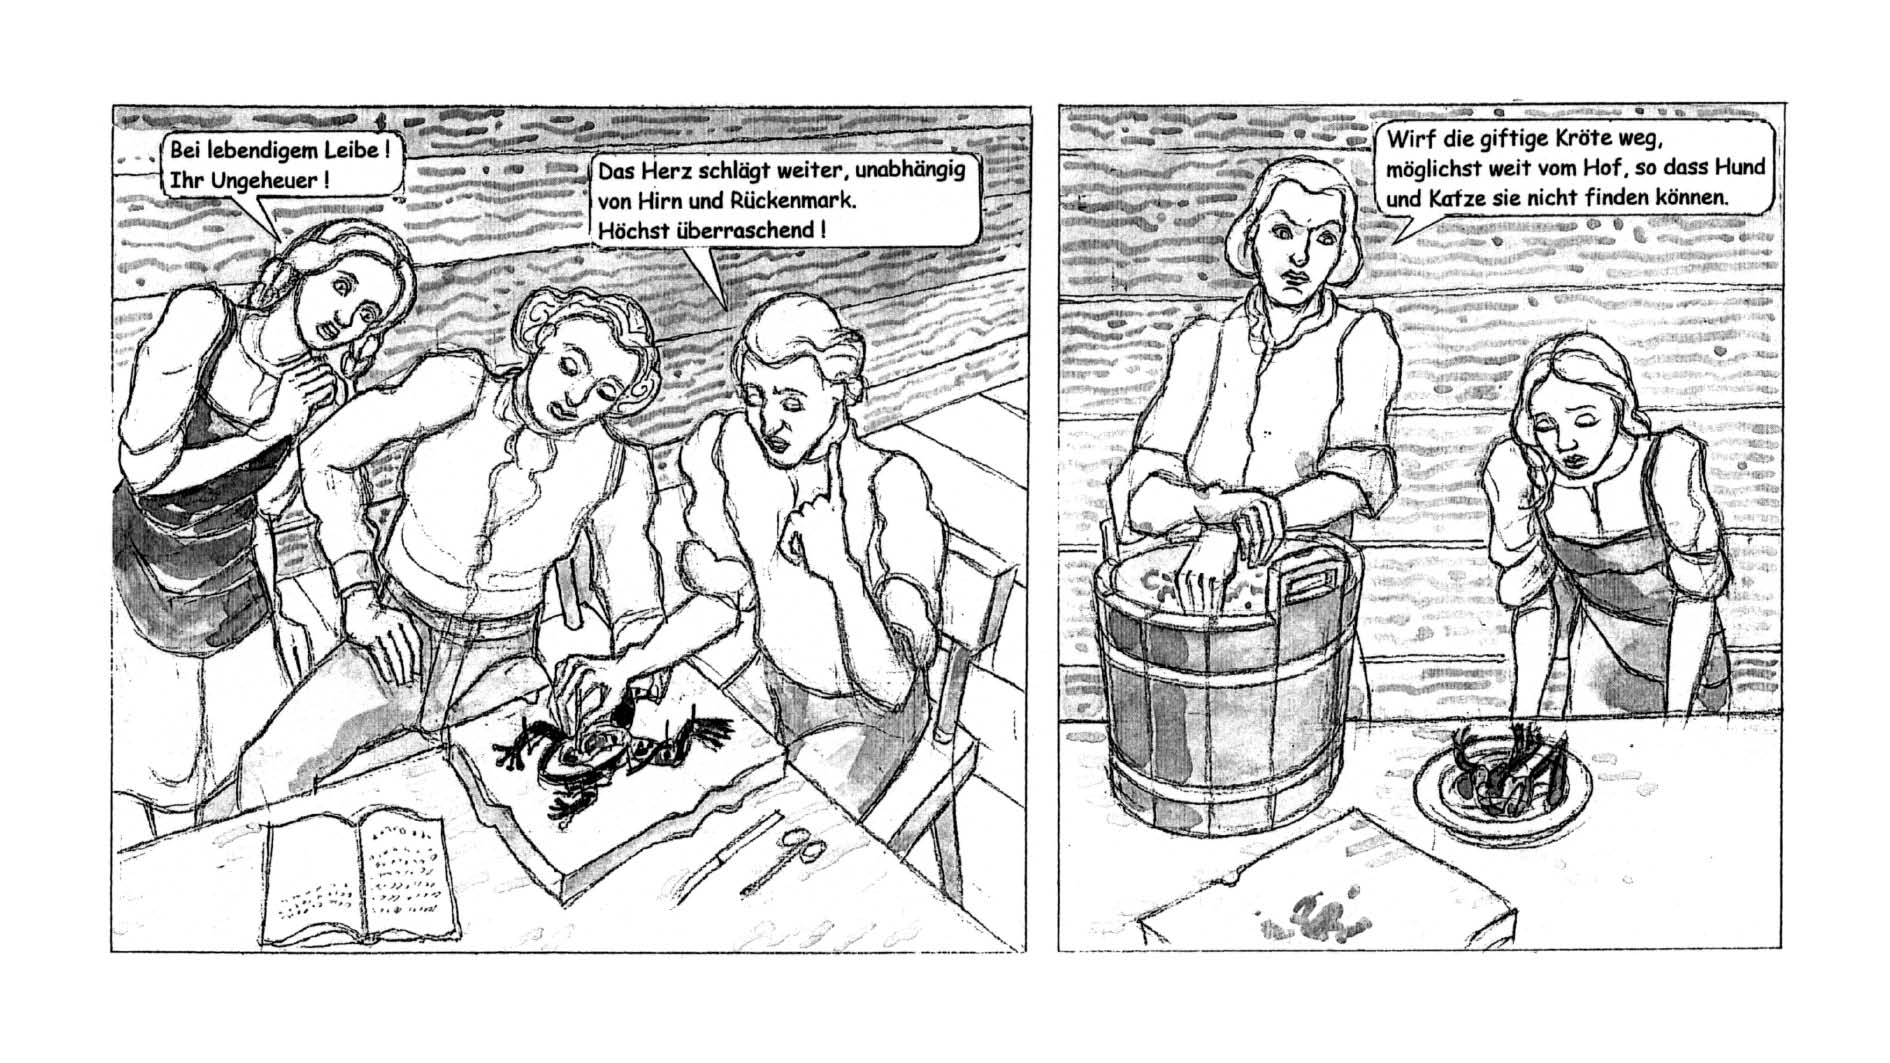 Bei lebendigem Leibe !
Ihr Ungeheuer !
Das Herz schlägt weiter, unabhängig
von Hirn und Rückenmark.
Höchst überraschend !
Wirf die giftige Kröte weg,
möglichst weit vom Hof, so dass Hund
und Katze sie nicht finden können.